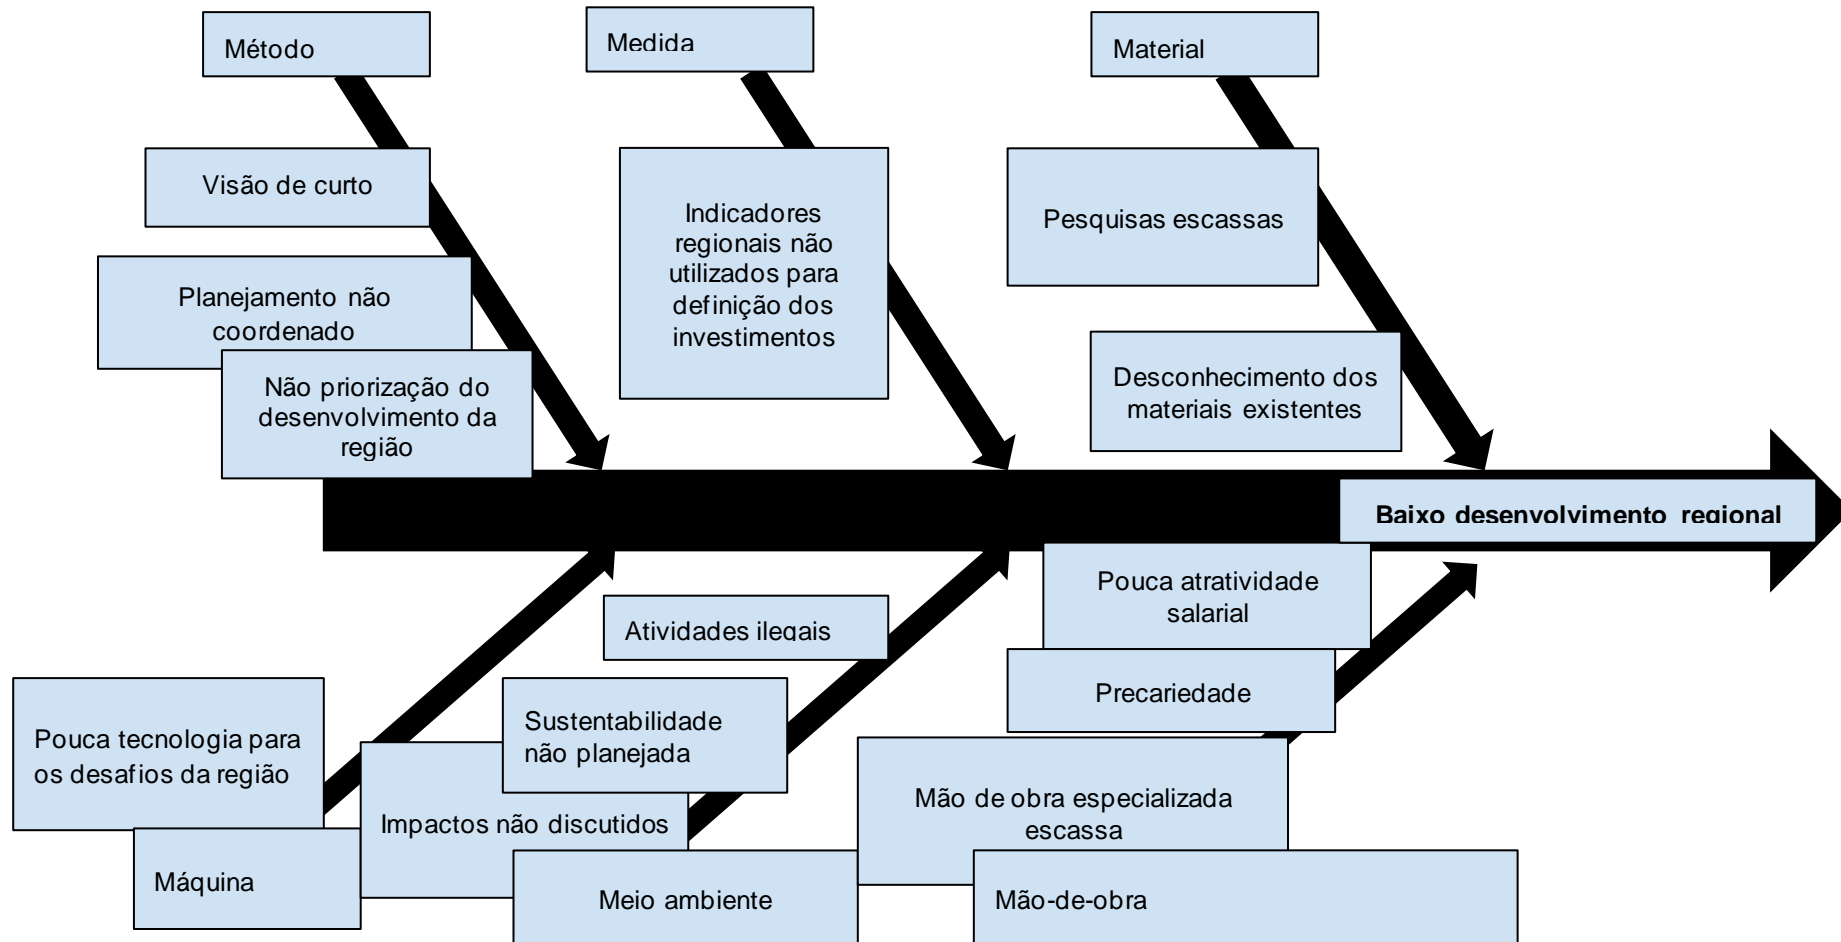 Método
Medida
Material
Visão de curto
Indicadores
regionais não
utilizados para
definição dos
investimentos
Pesquisas escassas
Planejamento não
coordenado
Não priorização do
desenvolvimento da
região
Desconhecimento dos
materiais existentes
Baixo desenvolvimento regional
Pouca atratividade
salarial
Atividades ilegais
Precariedade
Sustentabilidade
não planejada
Pouca tecnologia para
os desafios da região
Impactos não discutidos
Mão de obra especializada
escassa
Máquina
Meio ambiente
Mão-de-obra